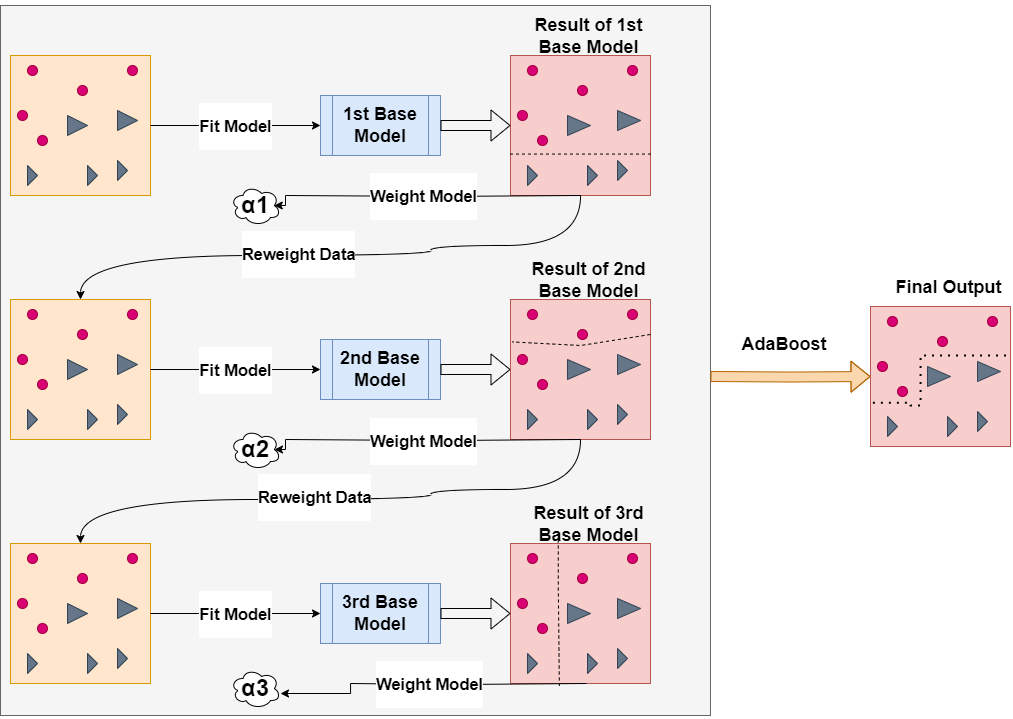 Result of 1st
Base Model
Fit Model
1st Base
Model
Weight Model
α1
Reweight Data
Result of 2nd
Base Model
Fit Model
2nd Base
Model
Weight Model
α2
Reweight Data
Result of 3rd
Base Model
Fit Model
3rd Base
Model
Weight Model
α3
AdaBoost
Final Output